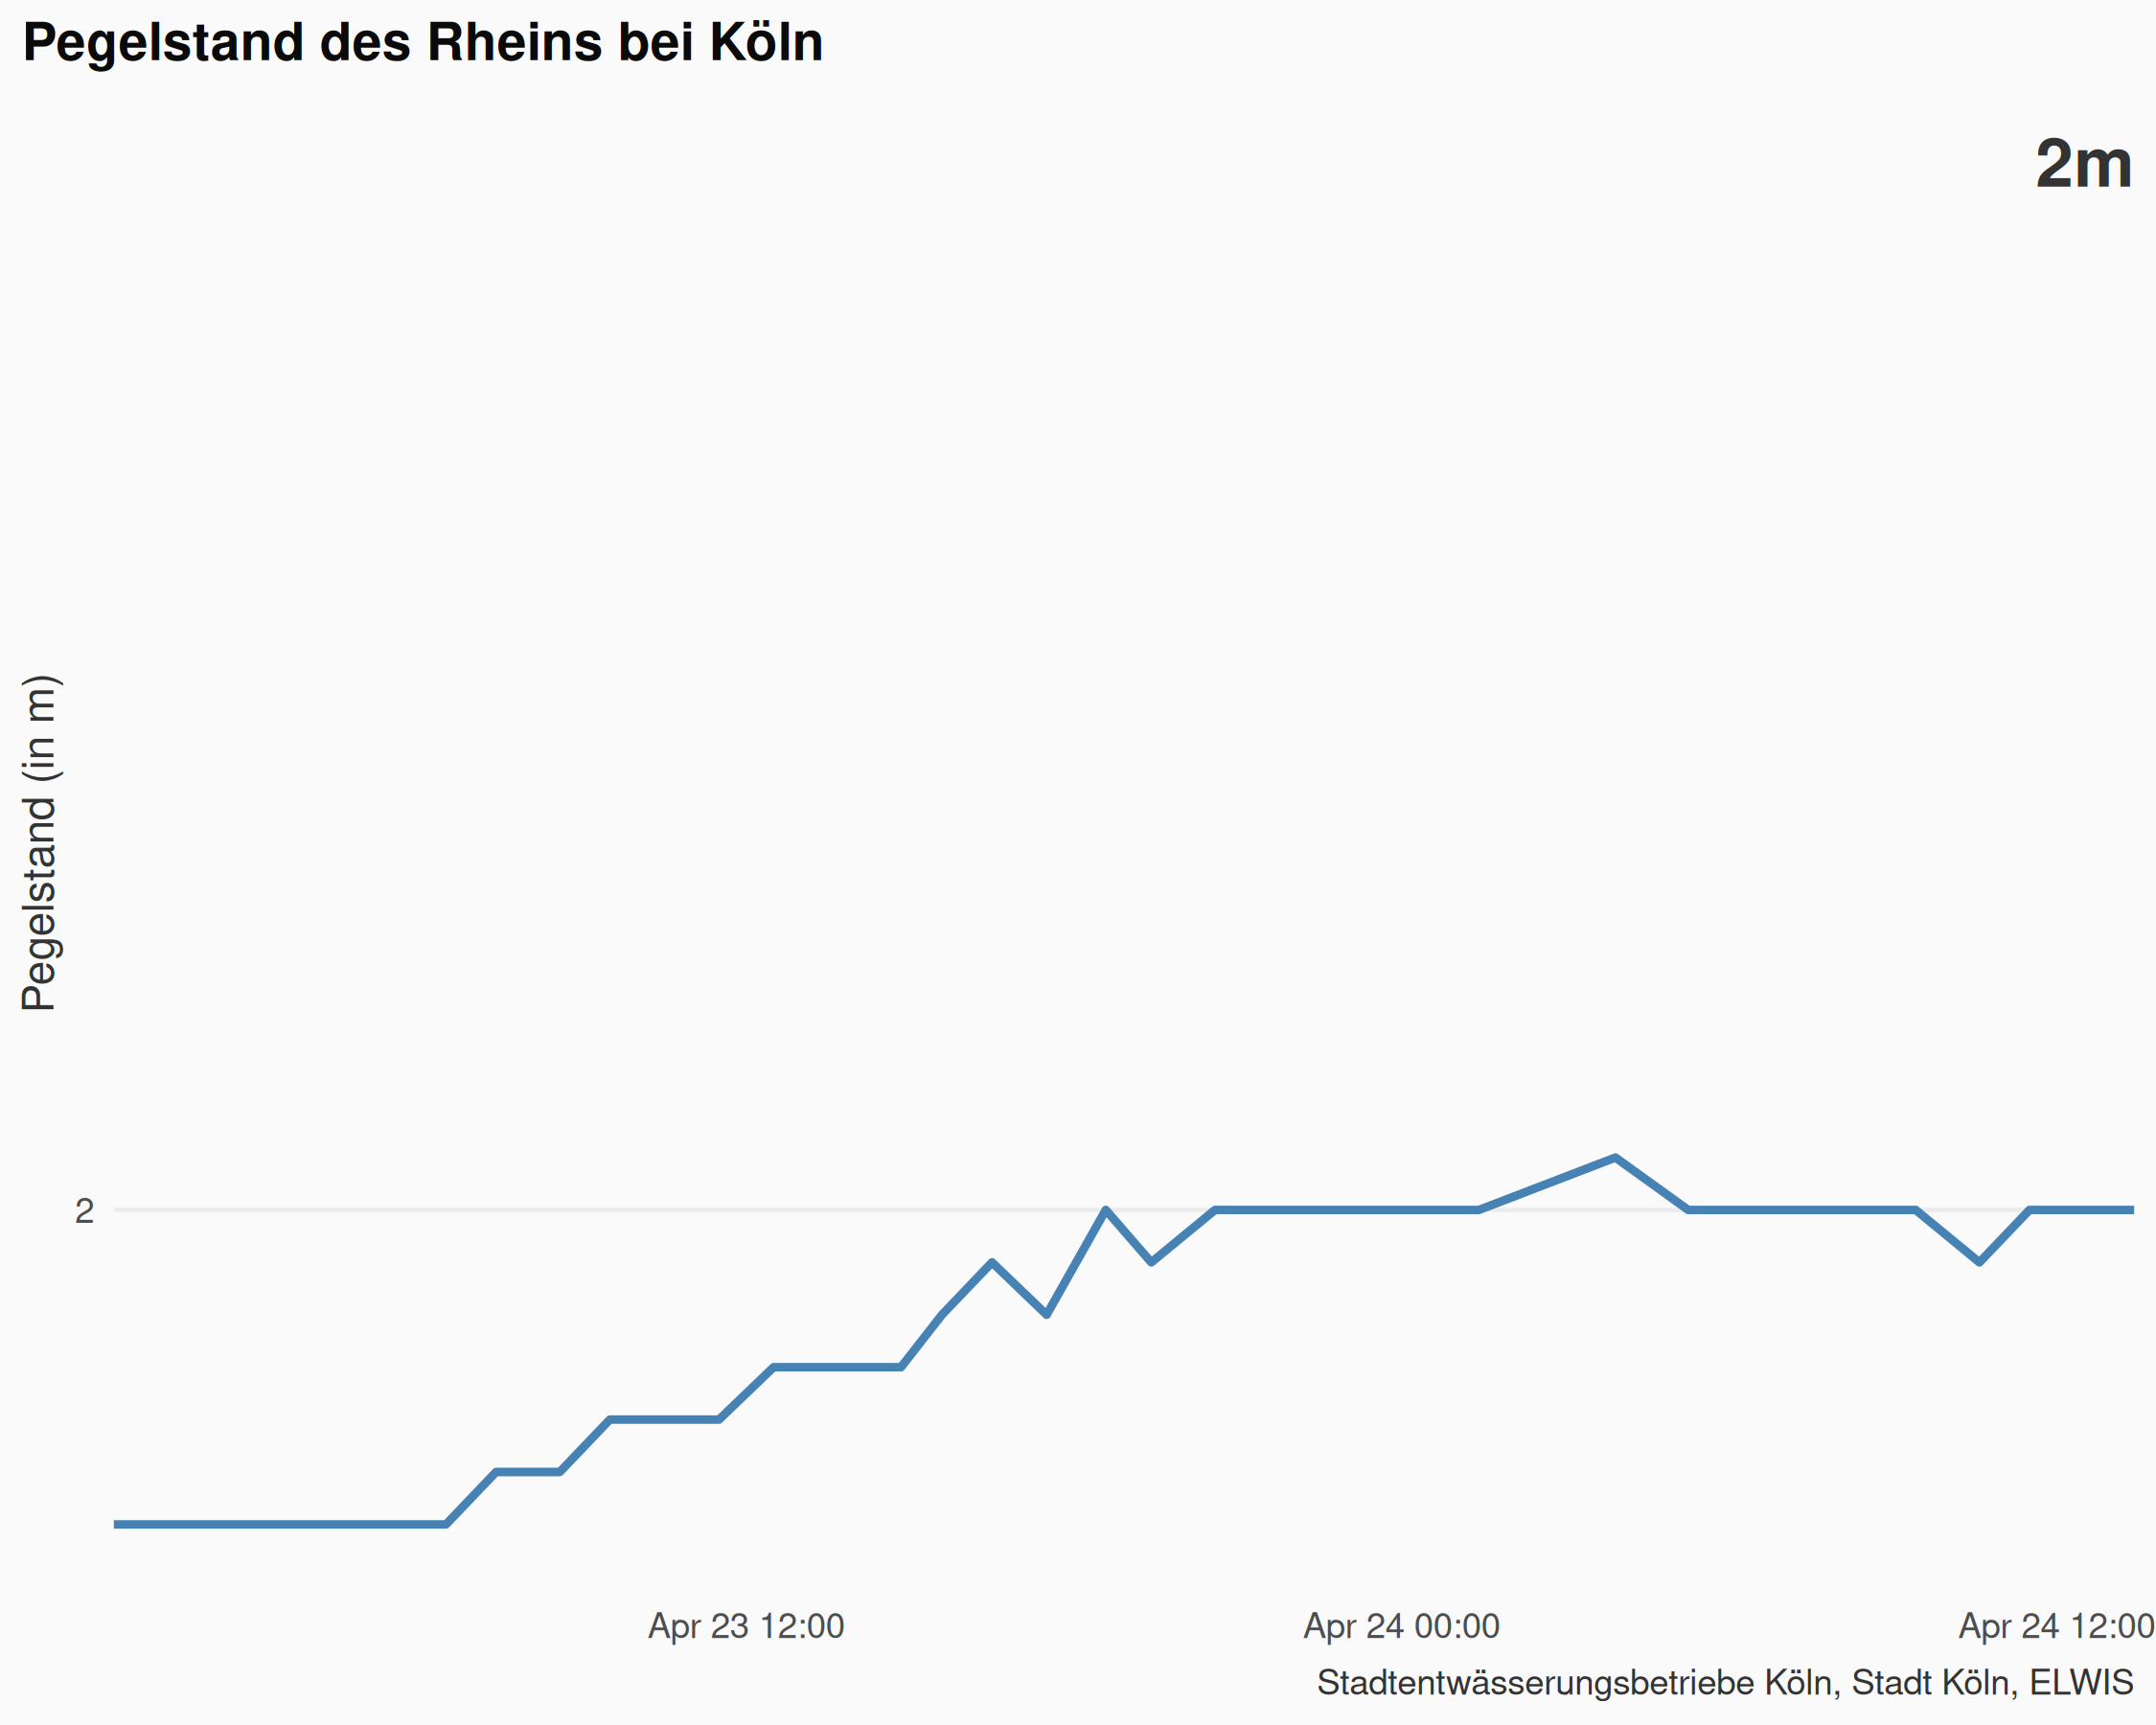 Pegelstand des Rheins bei Köln
2m
Pegelstand (in m)
2
Apr 23 12:00
Apr 24 00:00
Apr 24 12:00
Stadtentwässerungsbetriebe Köln, Stadt Köln, ELWIS